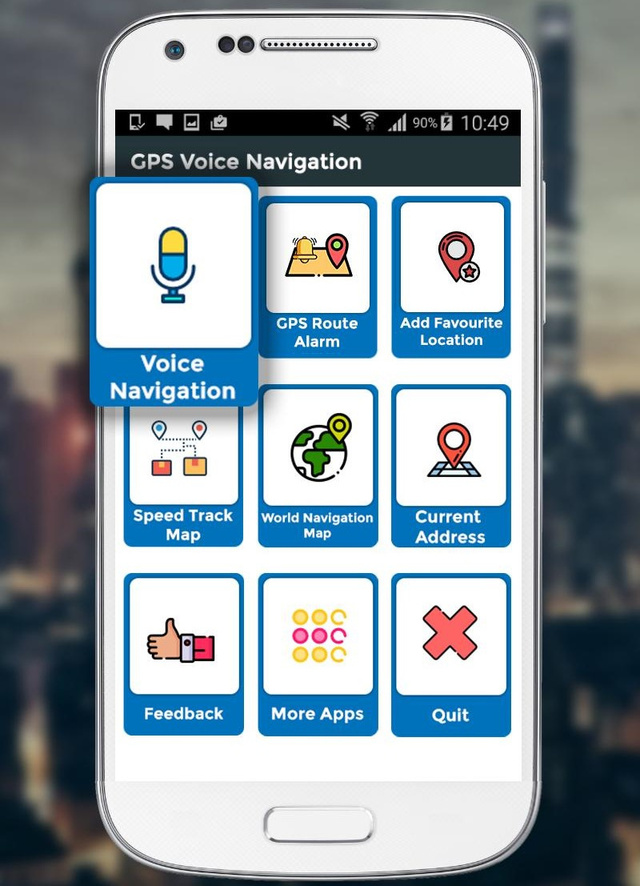 90% 10:49
GPS Voice Navigation
Voice
Navigation
GPS Route
Alarm
Add Favourite
Location
Speed Track
Map
World Navigation
Map
Current
Address
Feedback
More Apps
Quit